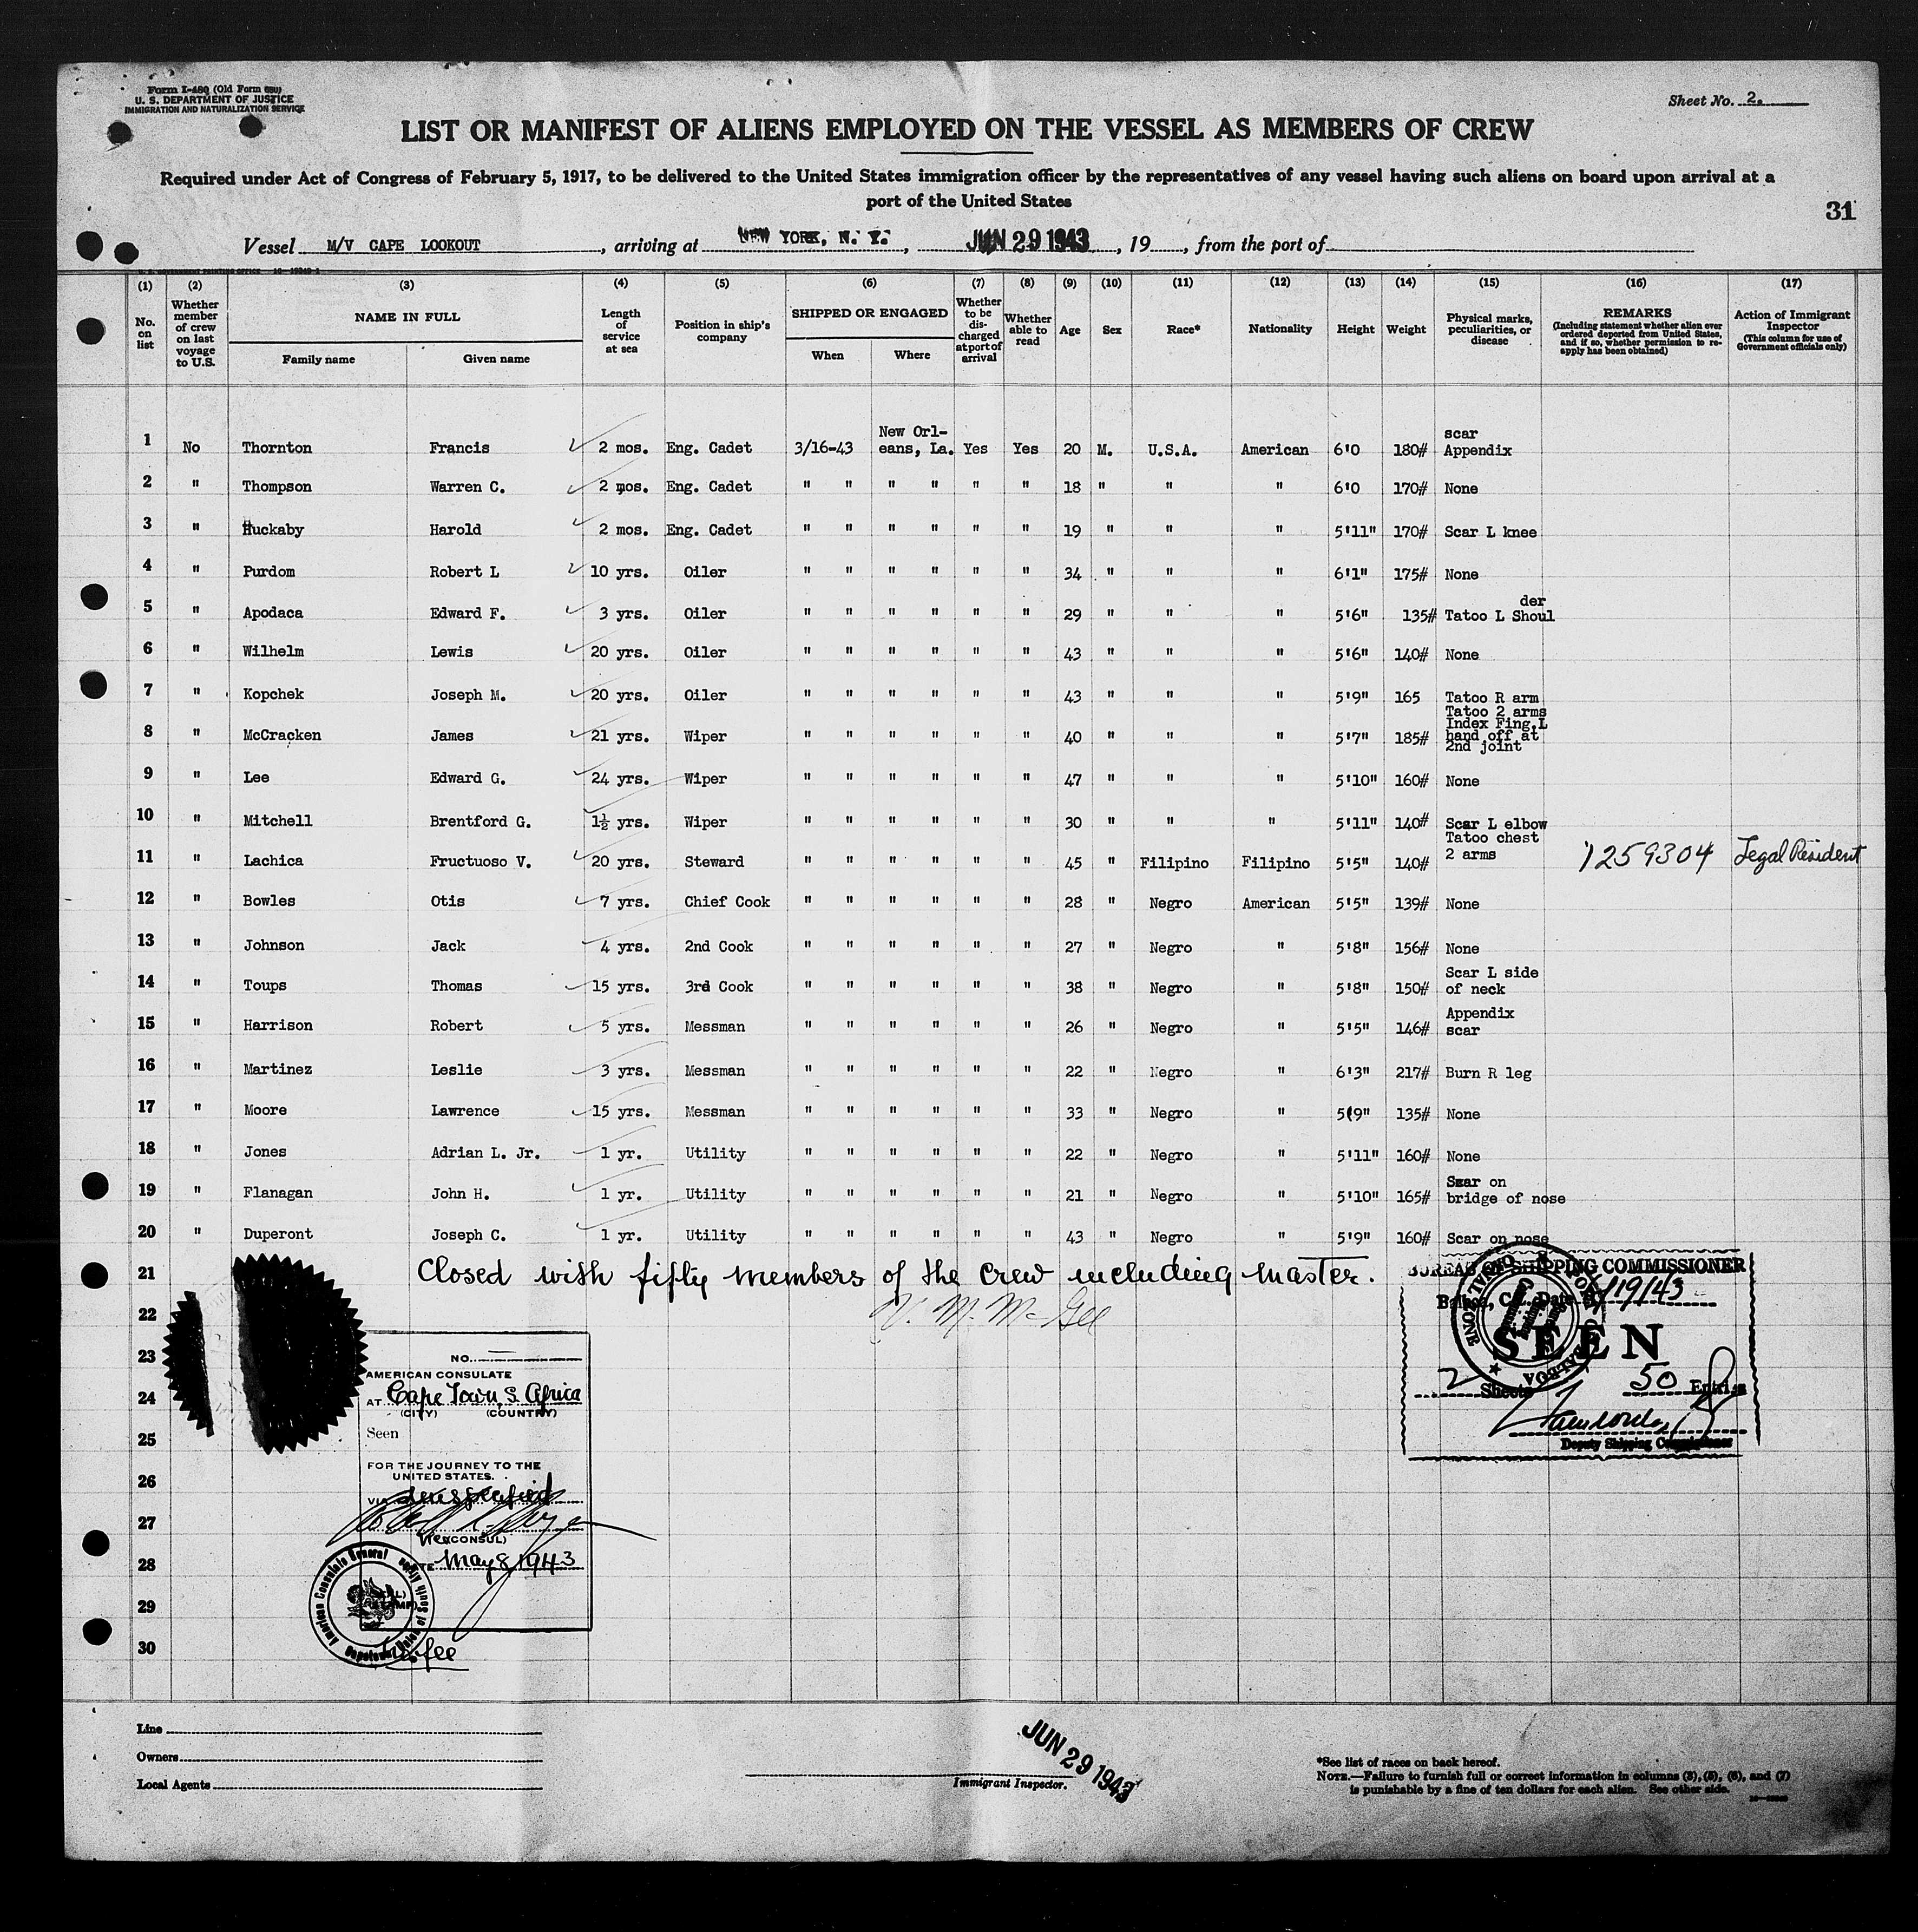 Form I-480 (Old Form 680)
U. S. DEPARTMENT OF JUSTICE
IMMIGRATION AND NATURALIZATION SERVICE
Sheet No. 2.
LIST OR MANIFEST OF ALIENS EMPLOYED ON THE VESSEL AS MEMBERS OF CREW
Required under Act of Congress of February 5, 1917, to be delivered to the United States immigration officer by the representatives of any vessel having such aliens on board upon arrival at a
port of the United States
31
Vessel M/V CAPE LOOKOUT, arriving at NEW YORK, N. Y., JUN 29 1943, 19, from the port of
(1) (2) (3) (4) (5) (6) (7) (8) (9) (10) (11) (12) (13) (14) (15) (16) (17)
No. on list
Whether member of crew on last voyage to U.S.
NAME IN FULL
Family name
Given name
Length of service at sea
Position in ship's company
SHIPPED OR ENGAGED
When
Where
Whether to be discharged at port of arrival
Whether able to read
Age
Sex
Race*
Nationality
Height
Weight
Physical marks, peculiarities, or disease
REMARKS
(Including statement whether alien ever ordered deported from United States, and if so, whether permission to re-apply has been obtained)
Action of Immigrant Inspector
(This column for use of Government officials only)
1 No Thornton Francis 2 mos. Eng. Cadet 3/16-43 New Orleans, La. Yes Yes 20 M. U.S.A. American 6'0 180# scar Appendix
2 " Thompson Warren C. 2 mos. Eng. Cadet " " " " " " 18 " " " 6'0 170# None
3 " Huckaby Harold 2 mos. Eng. Cadet " " " " " " 19 " " " 5'11" 170# Scar L knee
4 " Purdom Robert L 10 yrs. Oiler " " " " " " 34 " " " 6'1" 175# None
5 " Apodaca Edward F. 3 yrs. Oiler " " " " " " 29 " " " 5'6" 135# Tatoo L Shoulder
6 " Wilhelm Lewis 20 yrs. Oiler " " " " " " 43 " " " 5'6" 140# None
7 " Kopchek Joseph M. 20 yrs. Oiler " " " " " " 43 " " " 5'9" 165 Tatoo R arm
8 " McCracken James 21 yrs. Wiper " " " " " " 40 " " " 5'7" 185# Tatoo 2 arms Index Fing.L hand off at 2nd joint
9 " Lee Edward G. 24 yrs. Wiper " " " " " " 47 " " " 5'10" 160# None
10 " Mitchell Brentford G. 1½ yrs. Wiper " " " " " " 30 " " " 5'11" 140# Scar L elbow
11 " Lachica Fructuoso V. 20 yrs. Steward " " " " " " 45 " Filipino Filipino 5'5" 140# Tatoo chest 2 arms 1259304 Legal Resident
12 " Bowles Otis 7 yrs. Chief Cook " " " " " " 28 " Negro American 5'5" 139# None
13 " Johnson Jack 4 yrs. 2nd Cook " " " " " " 27 " Negro " 5'8" 156# None
14 " Toups Thomas 15 yrs. 3rd Cook " " " " " " 38 " Negro " 5'8" 150# Scar L side of neck
15 " Harrison Robert 5 yrs. Messman " " " " " " 26 " Negro " 5'5" 146# Appendix scar
16 " Martinez Leslie 3 yrs. Messman " " " " " " 22 " Negro " 6'3" 217# Burn R leg
17 " Moore Lawrence 15 yrs. Messman " " " " " " 33 " Negro " 5(9" 135# None
18 " Jones Adrian L. Jr. 1 yr. Utility " " " " " " 22 " Negro " 5'11" 160# None
19 " Flanagan John H. 1 yr. Utility " " " " " " 21 " Negro " 5'10" 165# Scar on bridge of nose
20 " Duperont Joseph C. 1 yr. Utility " " " " " " 43 " Negro " 5'9" 160# Scar on nose
21 Closed with fifty members of the crew including Master.
22 V. M. McGee
23
24
25
26
27
28
29
30
BUREAU SHIPPING COMMISSIONER
Balboa, C.Z. Date /19/43
SEEN
2 Sheets 50 Entries
Deputy Shipping Commissioner
NO.
AMERICAN CONSULATE
AT Cape Town, S. Africa
(CITY) (COUNTRY)
Seen
FOR THE JOURNEY TO THE
UNITED STATES.
VIA unspecified
Vice (CONSUL)
DATE May 8, 1943
American Consulate General Capetown Union of South Africa
No fee
Line
Owners
Local Agents
JUN 29 1943
Immigrant Inspector.
*See list of races on back hereof.
NOTE.—Failure to furnish full or correct information in columns (3), (5), (6), and (7)
is punishable by a fine of ten dollars for each alien. See other side.